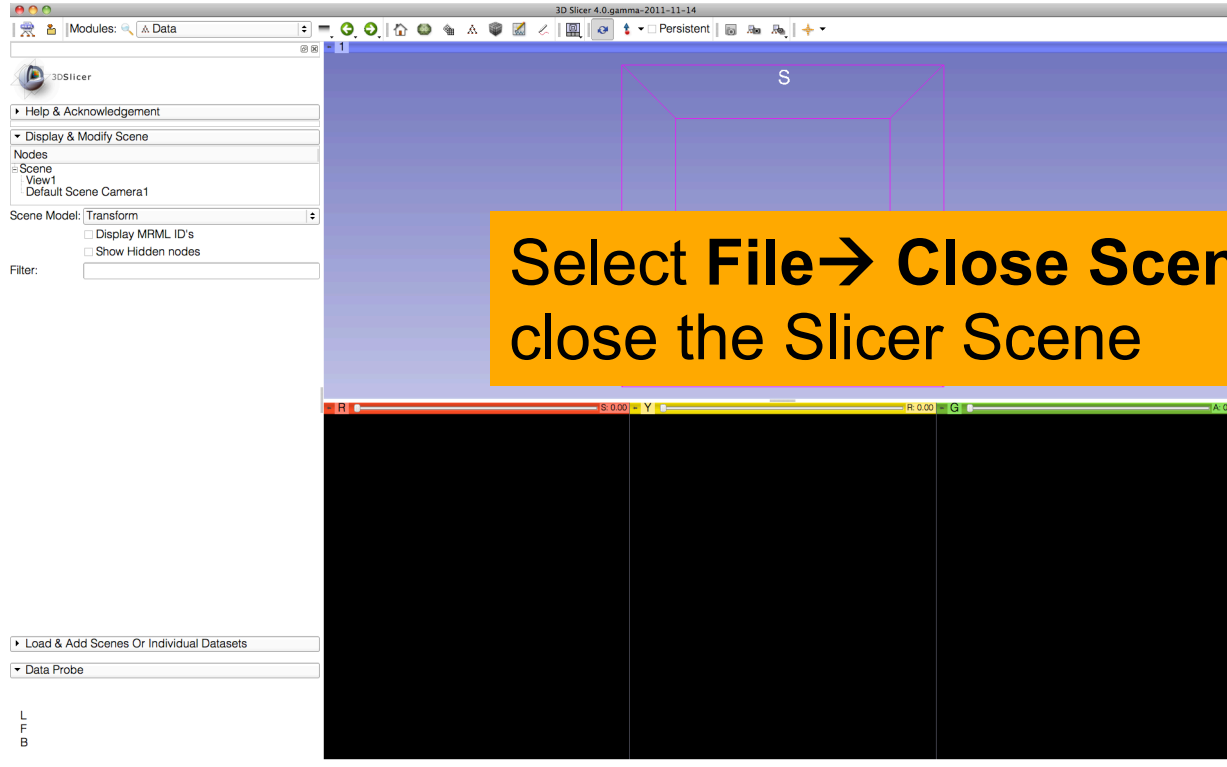 3D Slicer 4.0.gamma-2011-11-14
Modules: Data Persistent
1
3DSlicer
Help & Acknowledgement
Display & Modify Scene
Nodes
Scene
View1
Default Scene Camera1
Scene Model: Transform
Display MRML ID's
Show Hidden nodes
Filter:
S
Select File→ Close Scen
close the Slicer Scene
R S: 0.00 Y R: 0.00 G A: 0
Load & Add Scenes Or Individual Datasets
Data Probe
L
F
B